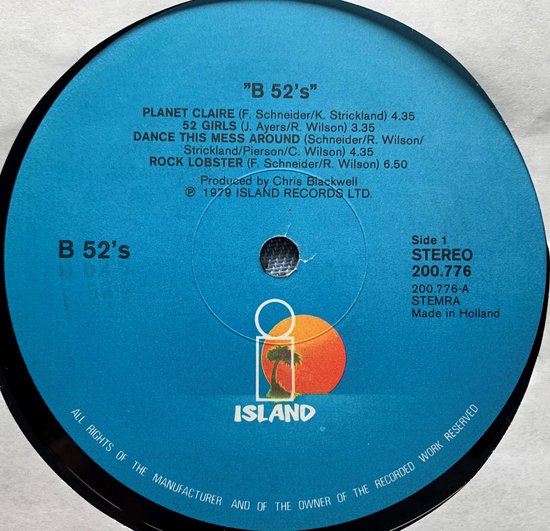 "B 52's"
PLANET CLAIRE (F. Schneider/K. Strickland) 4.35
52 GIRLS (J. Ayers/R. Wilson) 3.35
DANCE THIS MESS AROUND (Schneider/R. Wilson/
Strickland/Pierson/C. Wilson) 4.35
ROCK LOBSTER (F. Schneider/R. Wilson) 6.50
Produced by Chris Blackwell
℗ 1979 ISLAND RECORDS LTD.
B 52's
Side 1
STEREO
200.776
200.776-A
STEMRA
Made in Holland
ISLAND
ALL RIGHTS OF THE MANUFACTURER AND OF THE OWNER OF THE RECORDED WORK RESERVED